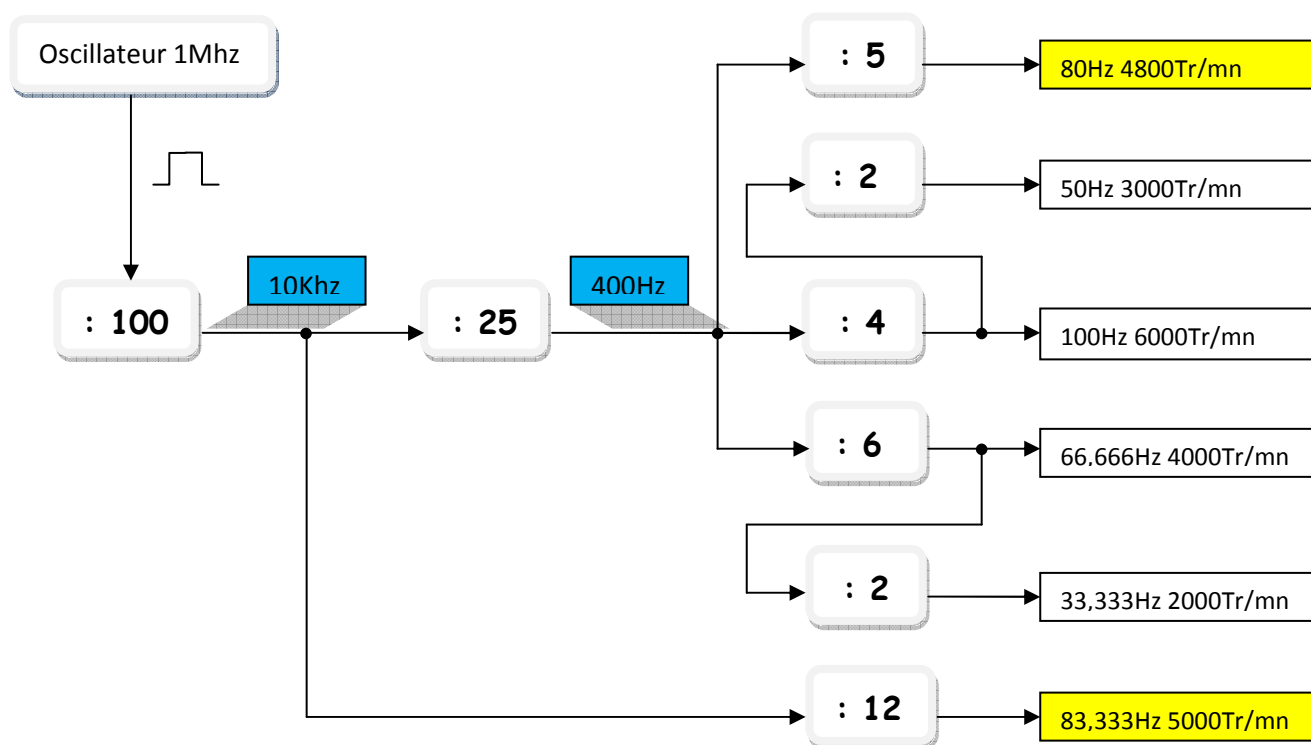 Oscillateur 1Mhz
: 5
80Hz 4800Tr/mn
: 2
50Hz 3000Tr/mn
: 100
10Khz
: 25
400Hz
: 4
100Hz 6000Tr/mn
: 6
66,666Hz 4000Tr/mn
: 2
33,333Hz 2000Tr/mn
: 12
83,333Hz 5000Tr/mn